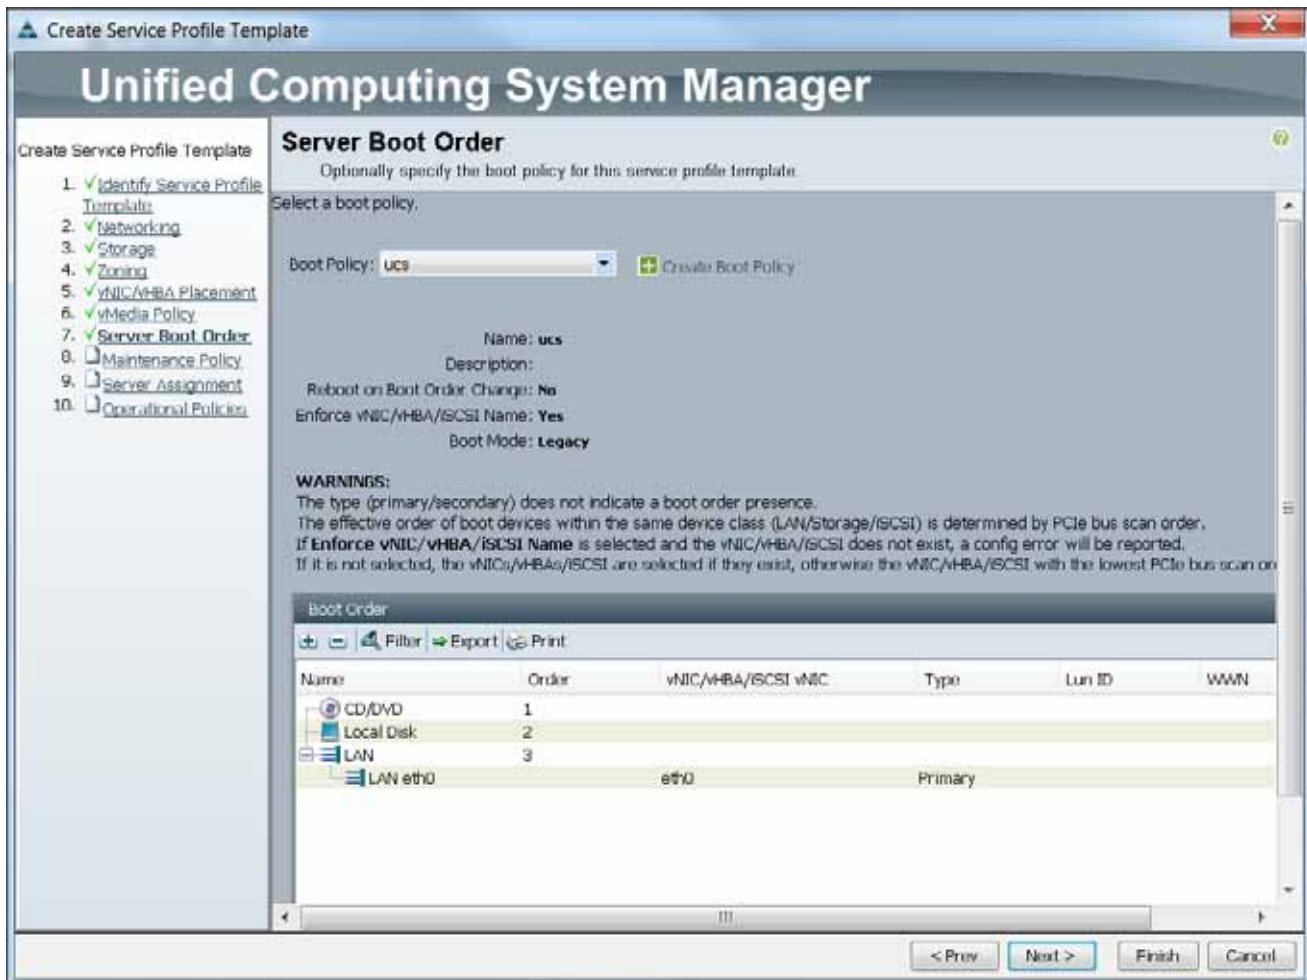 Create Service Profile Template
Unified Computing System Manager
Create Service Profile Template
1. √Identify Service Profile
Template
2. √Networking
3. √Storage
4. √Zoning
5. √vNIC/vHBA Placement
6. √vMedia Policy
7. √Server Boot Order
8. Maintenance Policy
9. Server Assignment
10. Operational Policies
Server Boot Order
Optionally specify the boot policy for this service profile template.
Select a boot policy.
Boot Policy: ucs
Create Boot Policy
Name: ucs
Description:
Reboot on Boot Order Change: No
Enforce vNIC/vHBA/iSCSI Name: Yes
Boot Mode: Legacy
WARNINGS:
The type (primary/secondary) does not indicate a boot order presence.
The effective order of boot devices within the same device class (LAN/Storage/iSCSI) is determined by PCIe bus scan order.
If Enforce vNIC/vHBA/iSCSI Name is selected and the vNIC/vHBA/iSCSI does not exist, a config error will be reported.
If it is not selected, the vNICs/vHBAs/iSCSI are selected if they exist, otherwise the vNIC/vHBA/iSCSI with the lowest PCIe bus scan or
Boot Order
Filter Export Print
Name Order vNIC/vHBA/iSCSI vNIC Type Lun ID WWN
CD/DVD 1
Local Disk 2
LAN 3
LAN eth0 eth0 Primary
< Prev Next > Finish Cancel